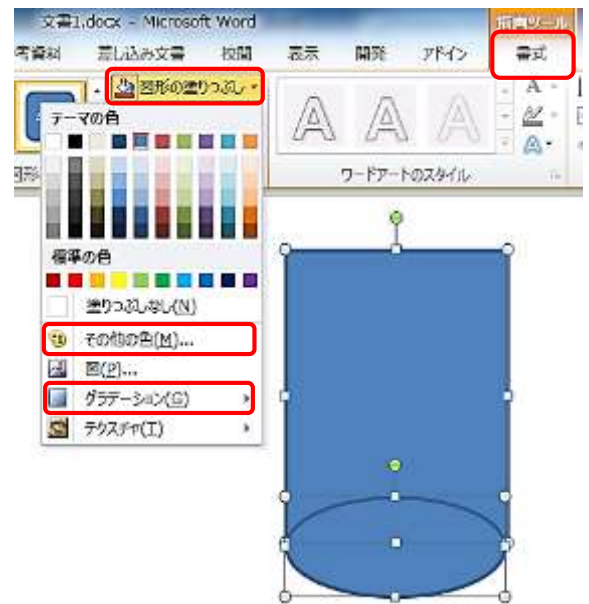 文書1.docx - Microsoft Word
描画ツール
考資料 差し込み文書 校閲 表示 開発 アドイン 書式
図形の塗りつぶし
A A A A
A
テーマの色
図形
ワードアートのスタイル
標準の色
塗りつぶしなし(N)
その他の色(M)...
図(P)...
グラデーション(G)
テクスチャ(T)